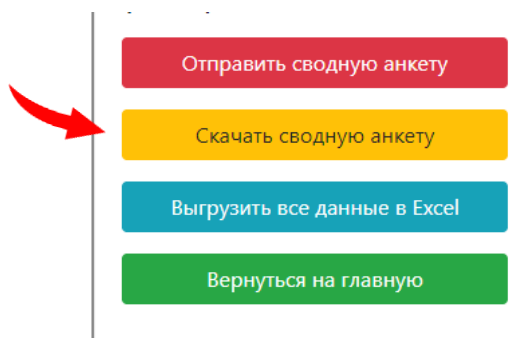 Отправить сводную анкету
Скачать сводную анкету
Выгрузить все данные в Excel
Вернуться на главную